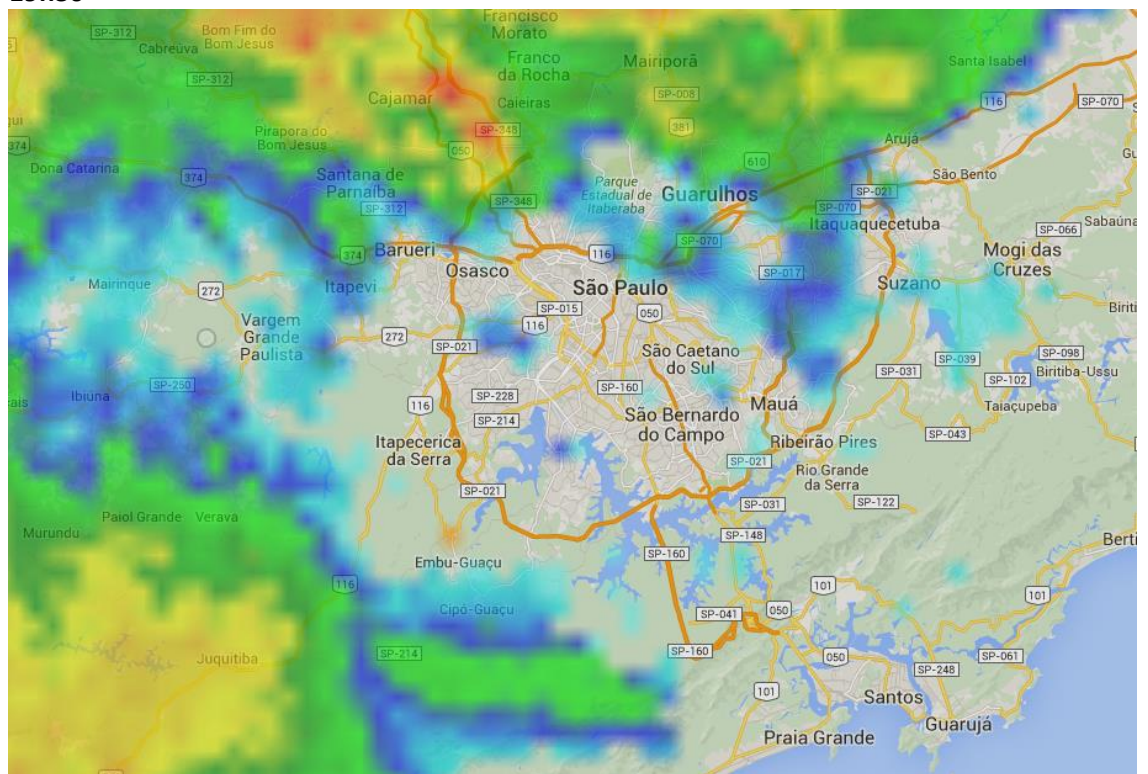 Francisco
Morato
SP-312
Bom Fim do
Bom Jesus
Cabreúva
Franco
da Rocha
Mairiporã
Santa Isabel
SP-312
Cajamar
Caieiras
SP-008
116
SP-070
374
Pirapora do
Bom Jesus
SP-348
381
050
Arujá
Dona Catarina
374
Santana de
Parnaíba
Parque
Estadual de
Itaberaba
610
São Bento
SP-312
SP-348
Guarulhos
SP-021
SP-070
Itaquaquecetuba
SP-066
Sabaúna
374
Barueri
116
SP-070
Mogi das
Cruzes
Osasco
SP-017
Mairinque
272
Itapevi
São Paulo
Suzano
Vargem
Grande
Paulista
SP-015
116
050
272
SP-021
São Caetano
do Sul
SP-039
SP-098
SP-031
Biritiba-Ussu
SP-250
Ibiúna
SP-160
SP-102
SP-228
116
SP-214
São Bernardo
do Campo
Mauá
Taiaçupeba
SP-043
Itapecerica
da Serra
Ribeirão Pires
SP-021
Rio Grande
da Serra
SP-021
SP-031
SP-122
Paiol Grande
Verava
Murundu
SP-148
SP-160
Embu-Guaçu
116
101
101
Cipó-Guaçu
SP-041
050
SP-214
SP-160
050
SP-061
Juquitiba
SP-248
101
Santos
Guarujá
Praia Grande